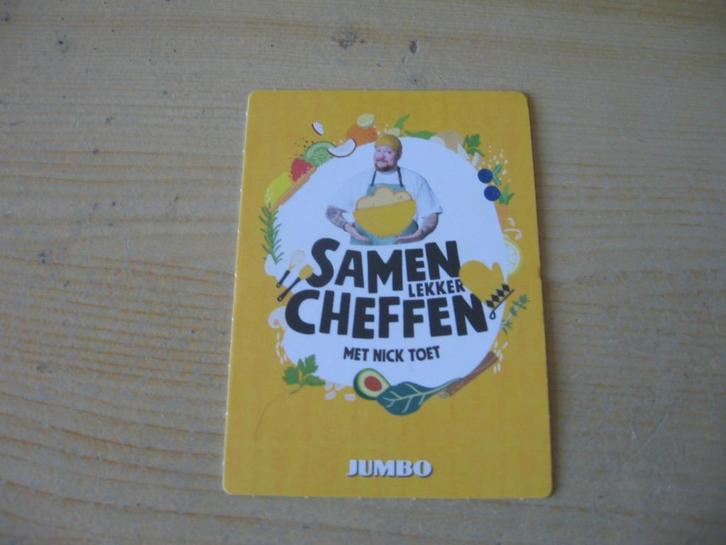 SAMEN
LEKKER
CHEFFEN
MET NICK TOET
JUMBO